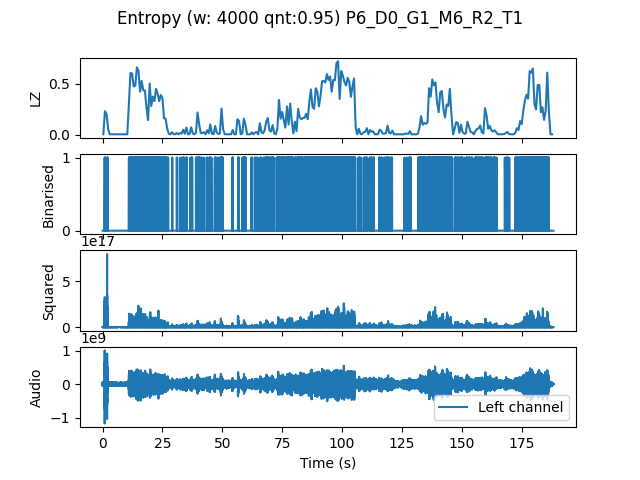 Entropy (w: 4000 qnt:0.95) P6_D0_G1_M6_R2_T1
LZ
0.5
0.0
Binarised
1
0
1e17
Squared
5
0
1e9
Audio
1
0
−1
Left channel
0 25 50 75 100 125 150 175
Time (s)